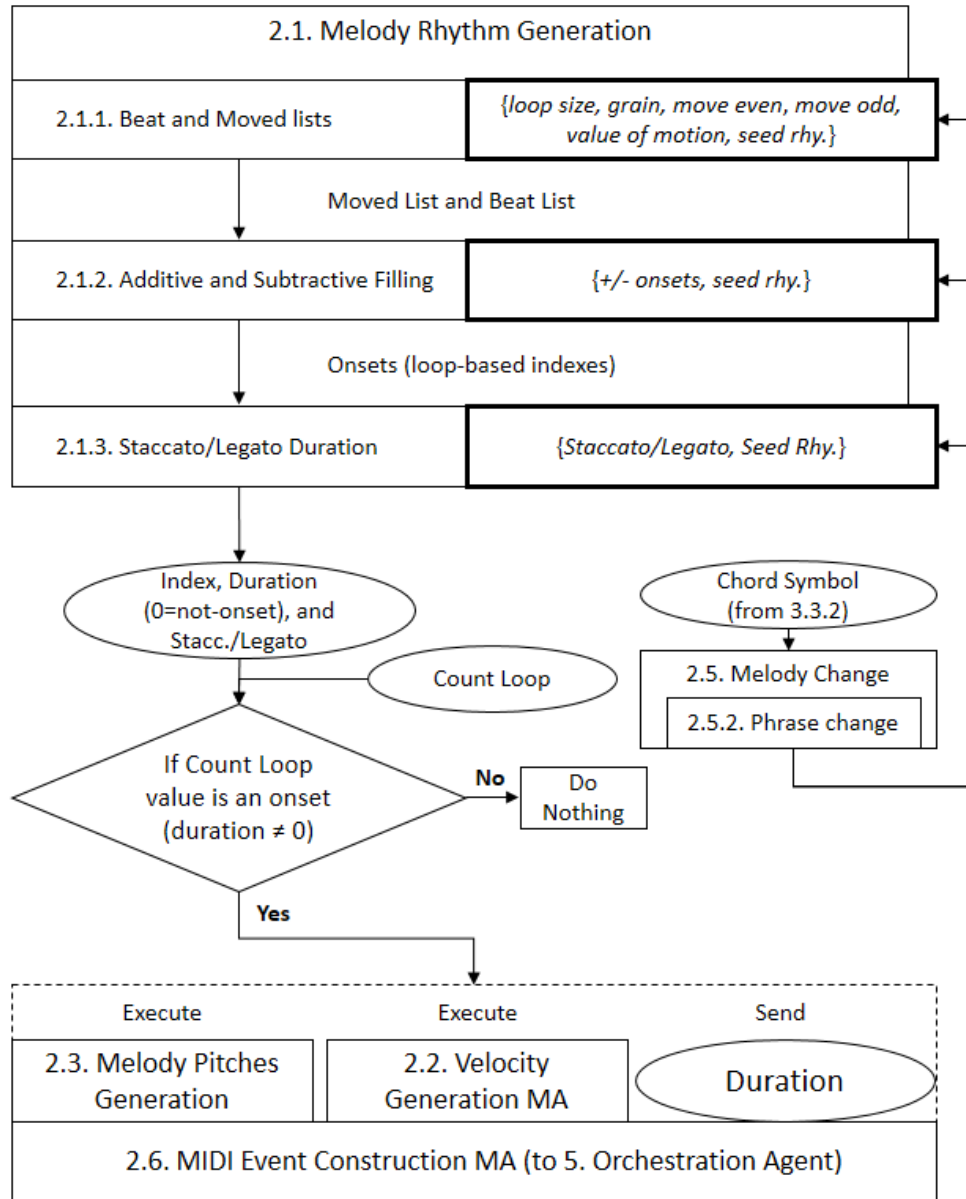 2.1. Melody Rhythm Generation
2.1.1. Beat and Moved lists
{loop size, grain, move even, move odd,
value of motion, seed rhy.}
Moved List and Beat List
2.1.2. Additive and Subtractive Filling
{+/- onsets, seed rhy.}
Onsets (loop-based indexes)
2.1.3. Staccato/Legato Duration
{Staccato/Legato, Seed Rhy.}
Index, Duration
(0=not-onset), and
Stacc./Legato
Chord Symbol
(from 3.3.2)
Count Loop
2.5. Melody Change
2.5.2. Phrase change
If Count Loop
value is an onset
(duration ≠ 0)
No
Do
Nothing
Yes
Execute
Execute
Send
2.3. Melody Pitches
Generation
2.2. Velocity
Generation MA
Duration
2.6. MIDI Event Construction MA (to 5. Orchestration Agent)